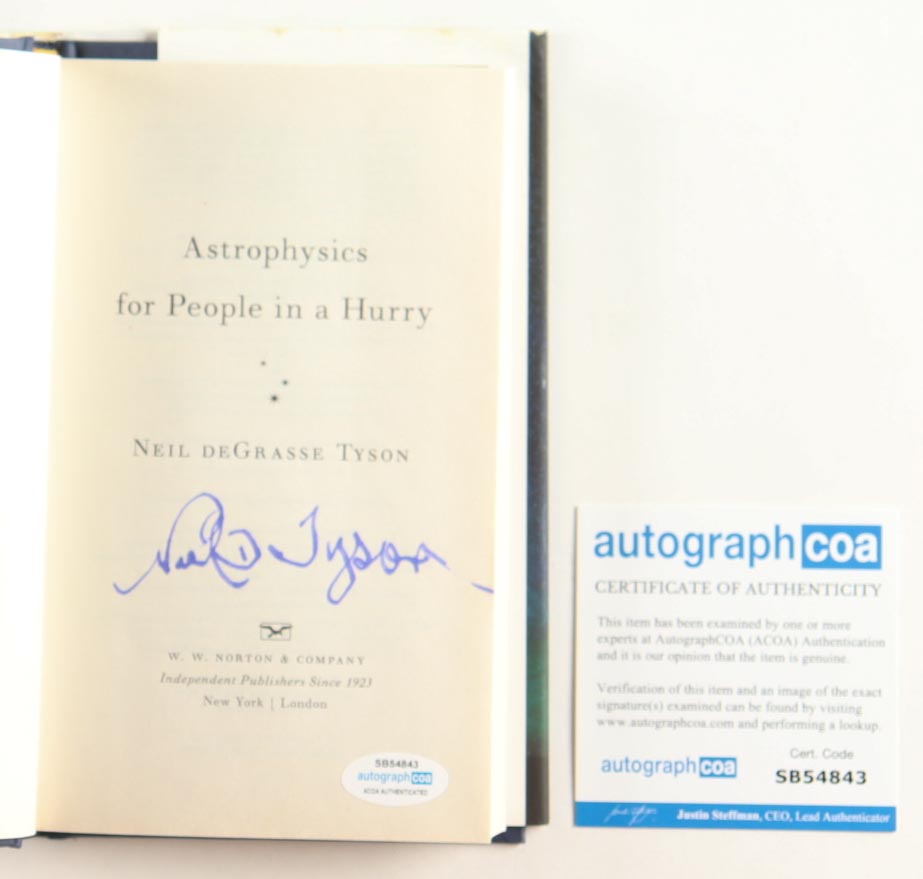 Astrophysics
for People in a Hurry
NEIL DEGRASSE TYSON
Neil D Tyson
W. W. NORTON & COMPANY
Independent Publishers Since 1923
New York | London
SB54843
autograph coa
ACOA AUTHENTICATED
autograph coa
CERTIFICATE OF AUTHENTICITY
This item has been examined by one or more
experts at AutographCOA (ACOA) Authentication
and it is our opinion that the item is genuine.
Verification of this item and an image of the exact
signature(s) examined can be found by visiting
www.autographcoa.com and performing a lookup.
autograph coa
Cert. Code
SB54843
Justin Steffman, CEO, Lead Authenticator